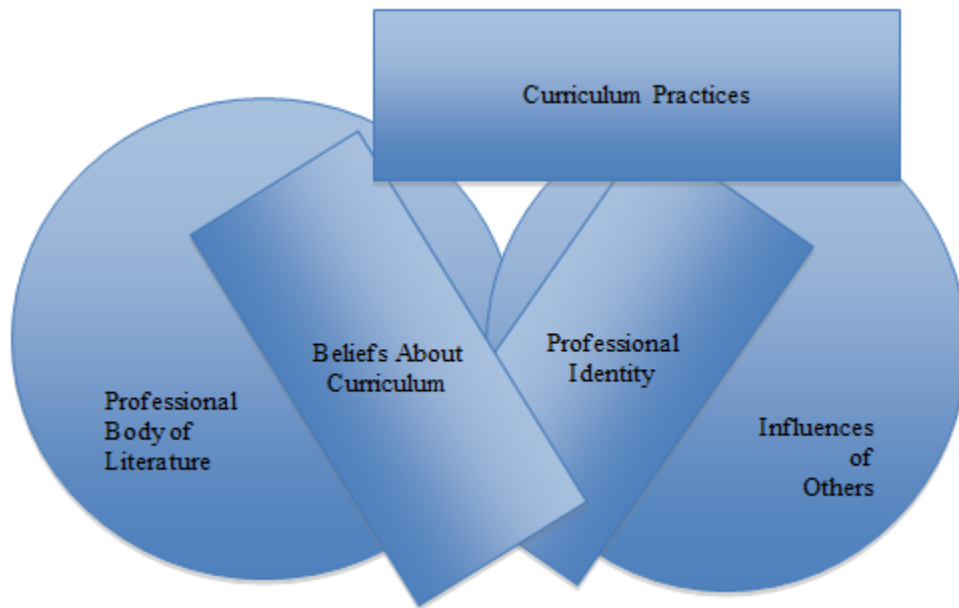 Curriculum Practices
Beliefs About
Curriculum
Professional
Identity
Professional
Body of
Literature
Influences
of
Others